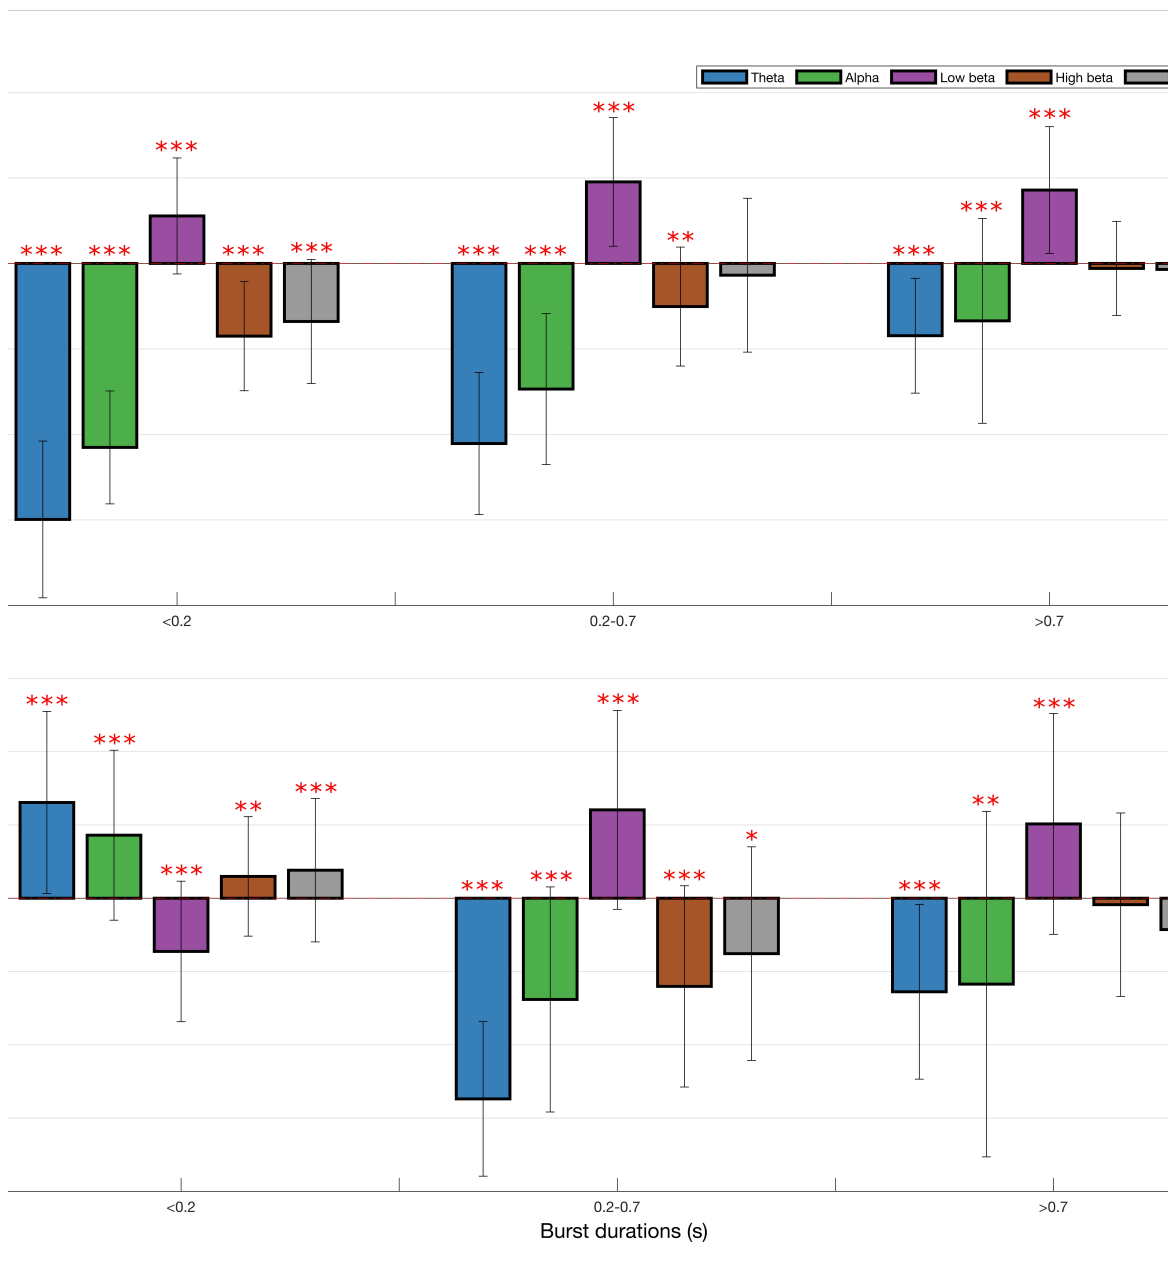 Theta Alpha Low beta High beta
*** *** *** *** ***
*** *** *** **
*** *** ***
<0.2 0.2-0.7 >0.7
*** *** *** ** ***
*** *** *** *** *
*** ** ***
<0.2 0.2-0.7 >0.7
Burst durations (s)